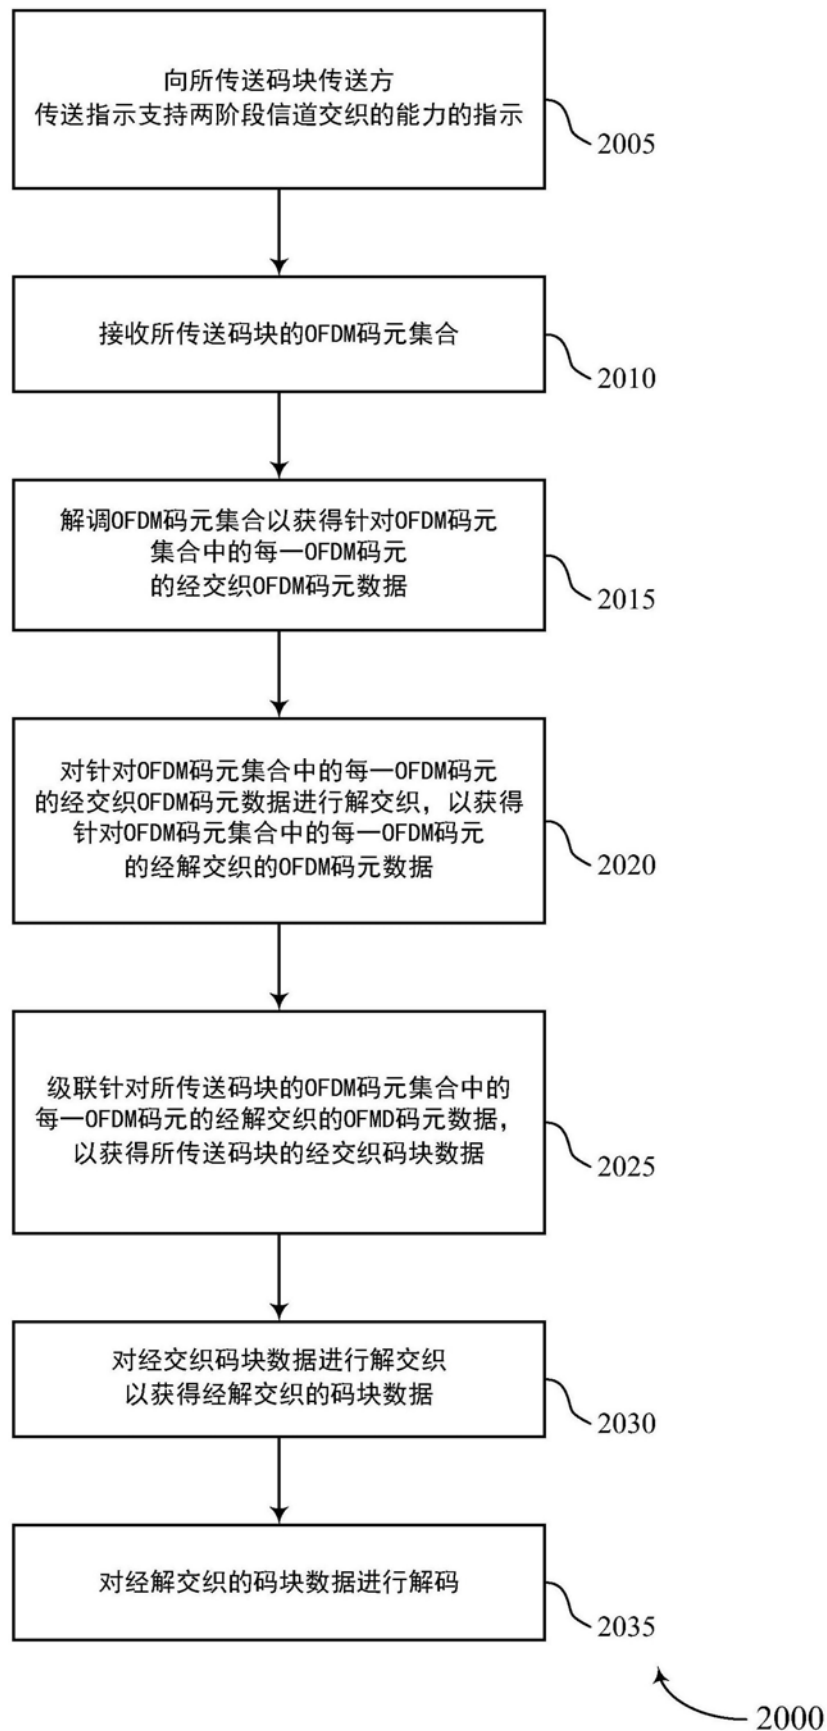 向所传送码块传送方
传送指示支持两阶段信道交织的能力的指示
2005
接收所传送码块的OFDM码元集合
2010
解调OFDM码元集合以获得针对OFDM码元
集合中的每一OFDM码元
的经交织OFDM码元数据
2015
对针对OFDM码元集合中的每一OFDM码元
的经交织OFDM码元数据进行解交织，以获得
针对OFDM码元集合中的每一OFDM码元
的经解交织的OFDM码元数据
2020
级联针对所传送码块的OFDM码元集合中的
每一OFDM码元的经解交织的OFMD码元数据，
以获得所传送码块的经交织码块数据
2025
对经交织码块数据进行解交织
以获得经解交织的码块数据
2030
对经解交织的码块数据进行解码
2035
2000